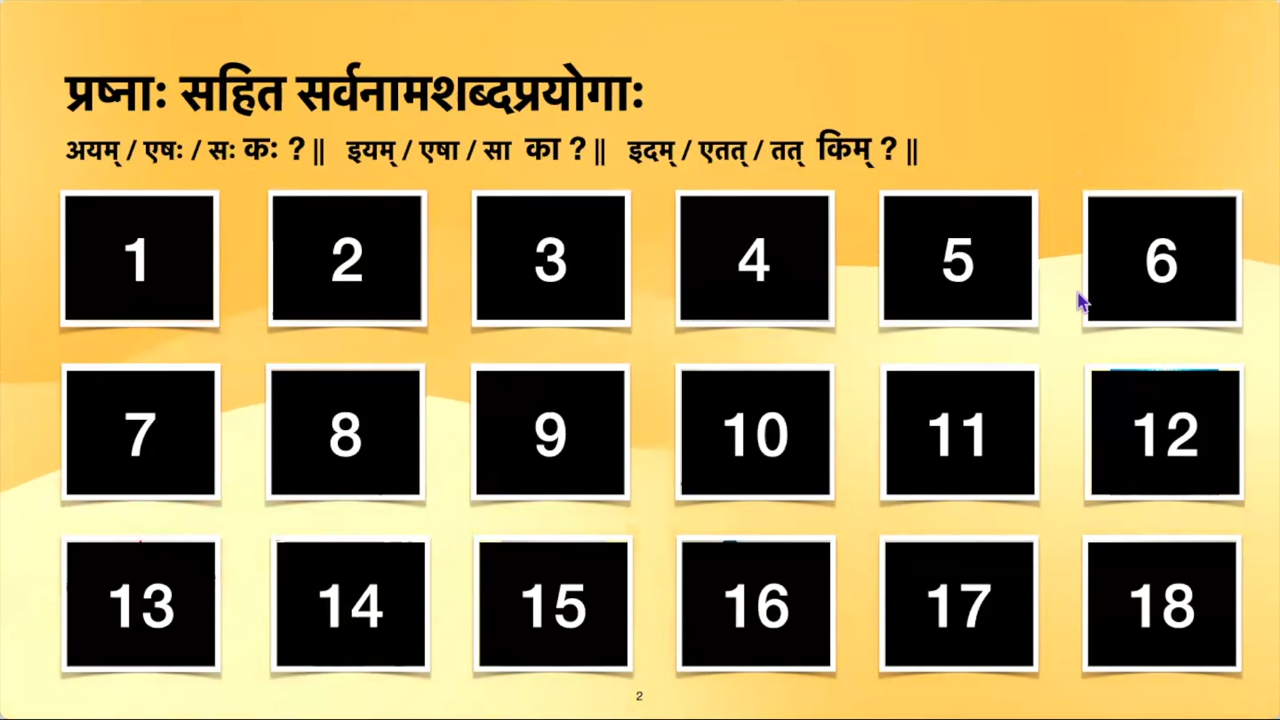 प्रष्नाः सहित सर्वनामशब्दप्रयोगाः
अयम् / एषः / सः कः ? || इयम् / एषा / सा का ? || इदम् / एतत् / तत् किम् ? ||
1 2 3 4 5 6
7 8 9 10 11 12
13 14 15 16 17 18
2